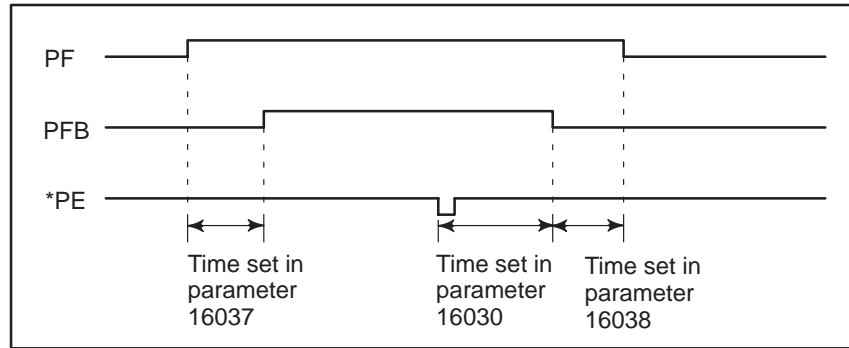 PF
PFB
*PE
Time set in
parameter
16037
Time set in
parameter
16030
Time set in
parameter
16038